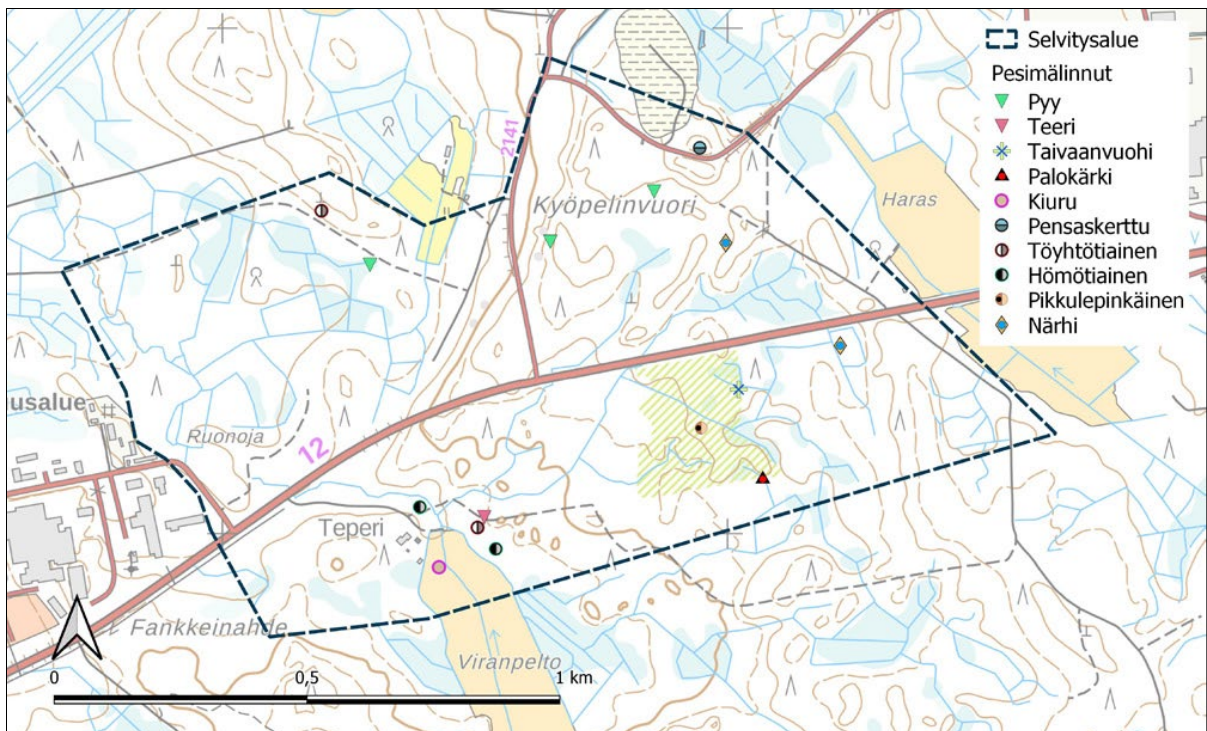 Selvitysalue
Pesimälinnut
Pyy
Teeri
Taivaanvuohi
Palokärki
Kiuru
Pensaskerttu
Töyhtötiainen
Hömötiainen
Pikkulepinkäinen
Närhi
2141
Kyöpelinvuori
Haras
usalue
Ruonoja
12
Teperi
Fankkeinahde
Viranpelto
0
0,5
1 km